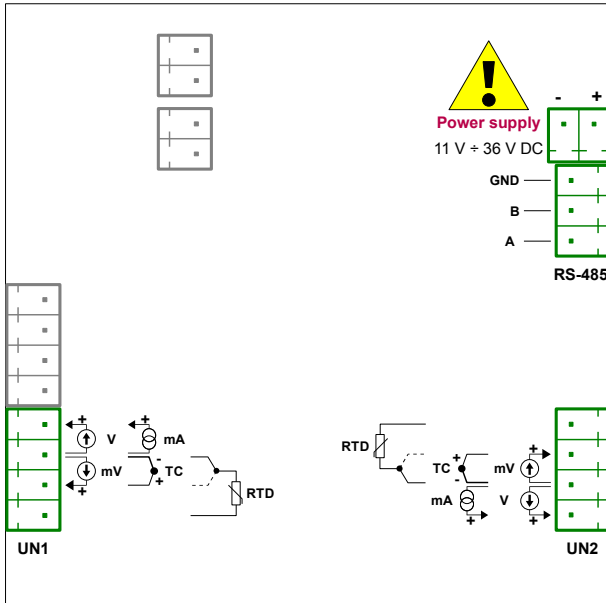 - +
Power supply
11 V ÷ 36 V DC
GND
B
A
RS-485
+ + V mA
- mV TC
+ + RTD
UN1
RTD + + TC mV
- mA V
+ +
UN2